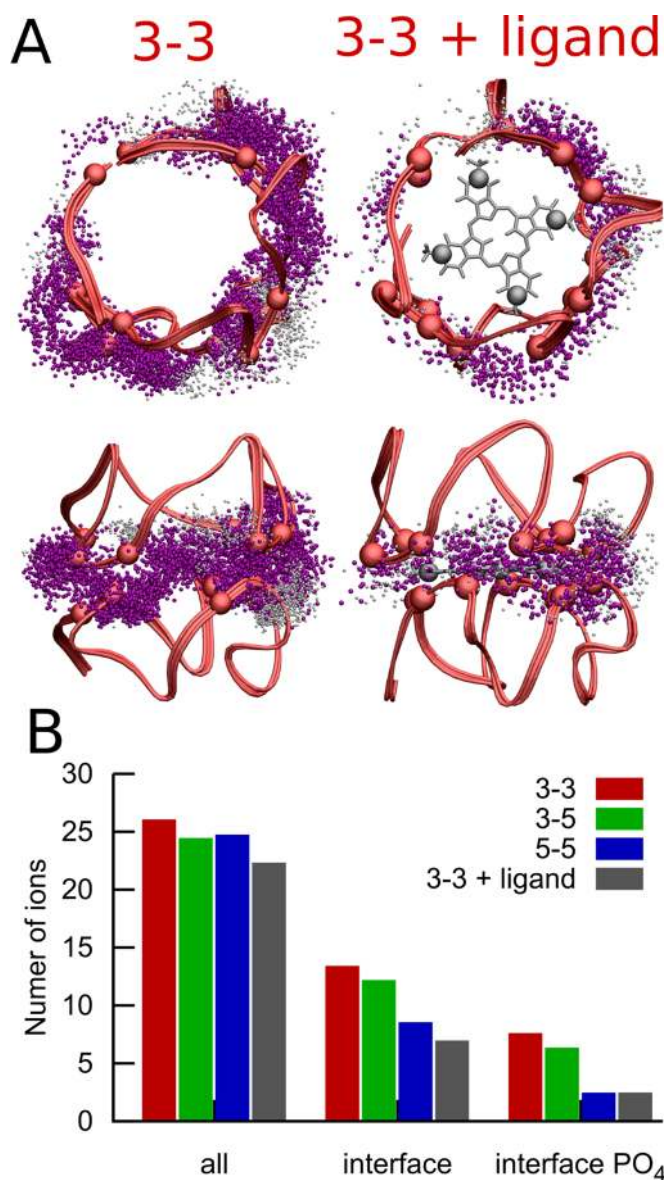 A 3-3 3-3 + ligand
B
30
25
20
15
10
5
0
Numer of ions
3-3
3-5
5-5
3-3 + ligand
all interface interface PO₄